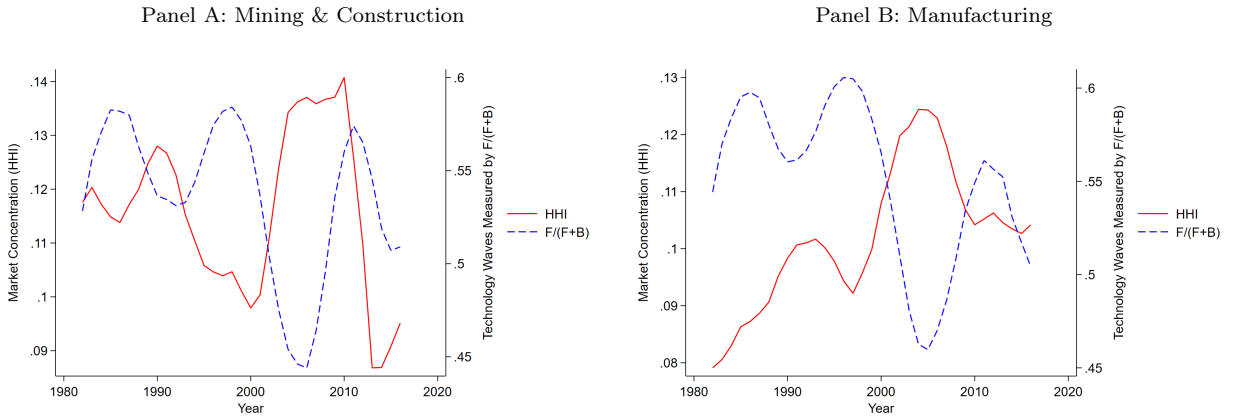 Panel A: Mining & Construction
Market Concentration (HHI)
.14
.13
.12
.11
.1
.09
1980
1990
2000
2010
2020
Year
.6
.55
.5
.45
Technology Waves Measured by F/(F+B)
HHI
F/(F+B)
Panel B: Manufacturing
Market Concentration (HHI)
.13
.12
.11
.1
.09
.08
1980
1990
2000
2010
2020
Year
.6
.55
.5
.45
Technology Waves Measured by F/(F+B)
HHI
F/(F+B)